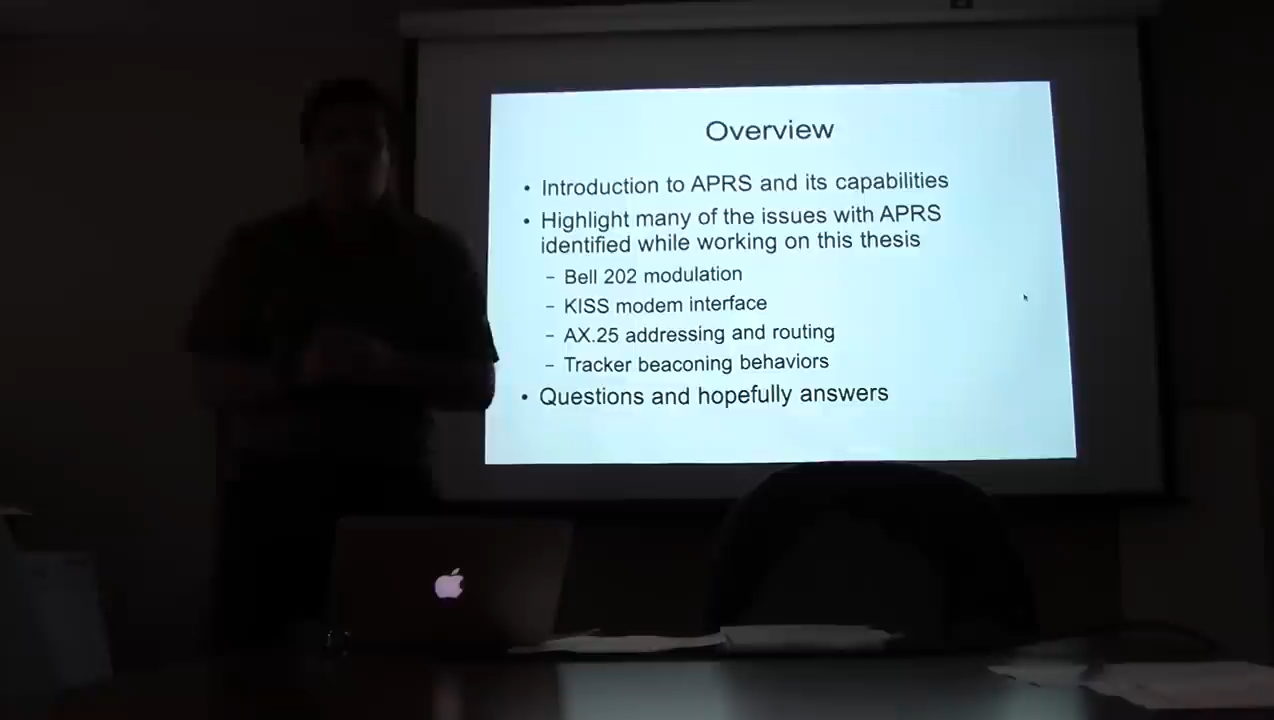 Overview
• Introduction to APRS and its capabilities
• Highlight many of the issues with APRS
identified while working on this thesis
– Bell 202 modulation
– KISS modem interface
– AX.25 addressing and routing
– Tracker beaconing behaviors
• Questions and hopefully answers